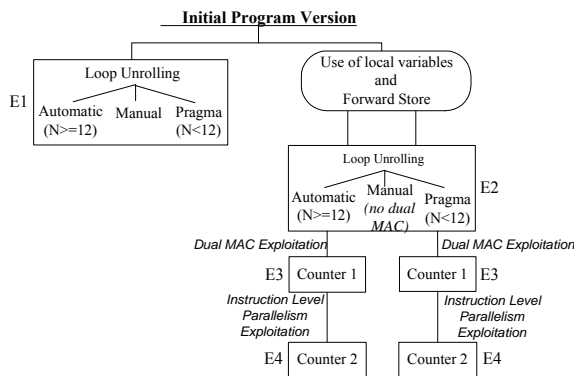 Initial Program Version
Loop Unrolling
E1
Automatic
(N>=12)
Manual
Pragma
(N<12)
Use of local variables
and
Forward Store
Loop Unrolling
E2
Automatic
(N>=12)
Manual
(no dual
MAC)
Pragma
(N<12)
Dual MAC Exploitation
Dual MAC Exploitation
E3
Counter 1
Counter 1
E3
Instruction Level
Parallelism
Exploitation
Instruction Level
Parallelism
Exploitation
E4
Counter 2
Counter 2
E4